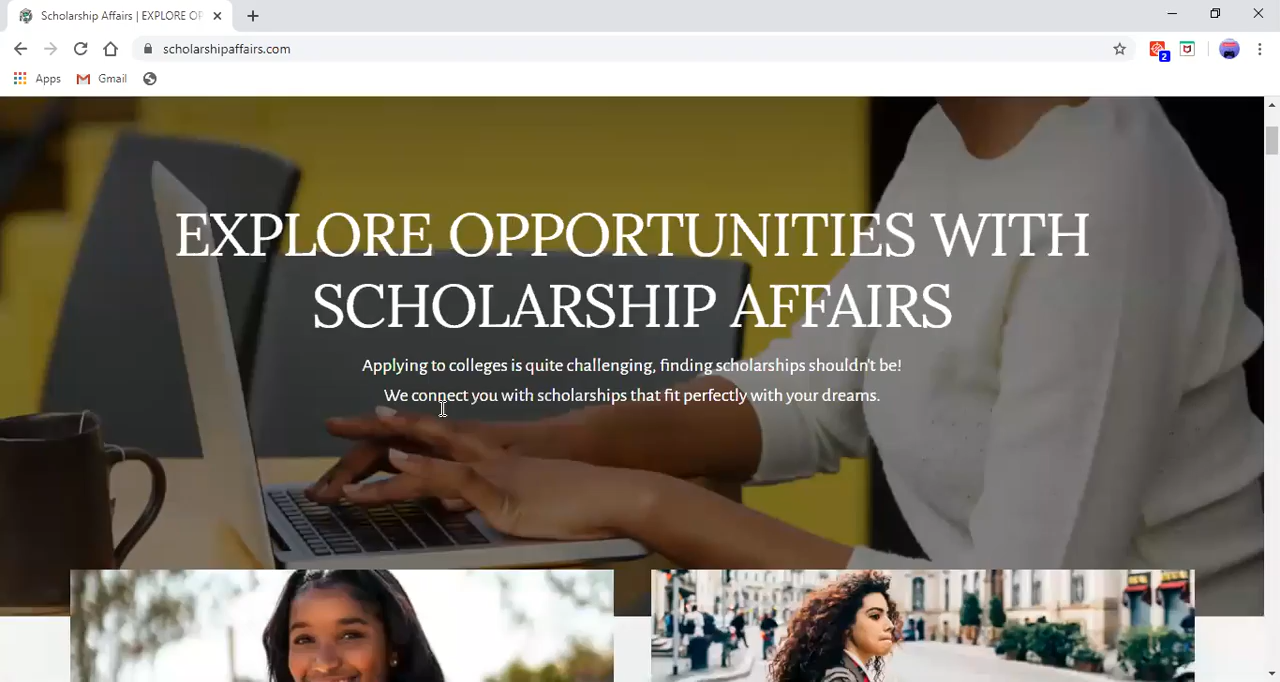 Scholarship Affairs | EXPLORE OP
scholarshipaffairs.com
2
Apps
Gmail
EXPLORE OPPORTUNITIES WITH
SCHOLARSHIP AFFAIRS
Applying to colleges is quite challenging, finding scholarships shouldn't be!
We connect you with scholarships that fit perfectly with your dreams.